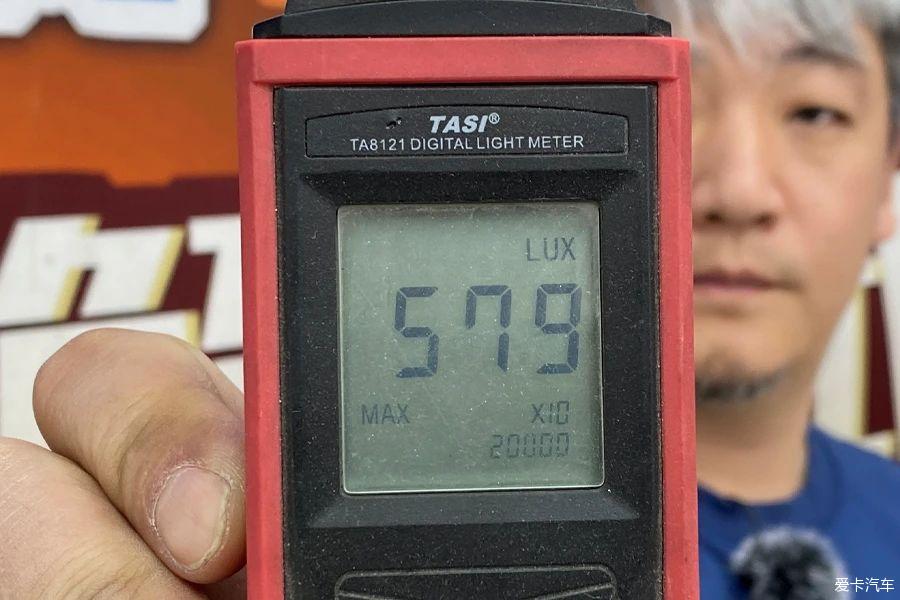 TASI®
TA8121 DIGITAL LIGHT METER
LUX
579
MAX X10
20000
爱卡汽车